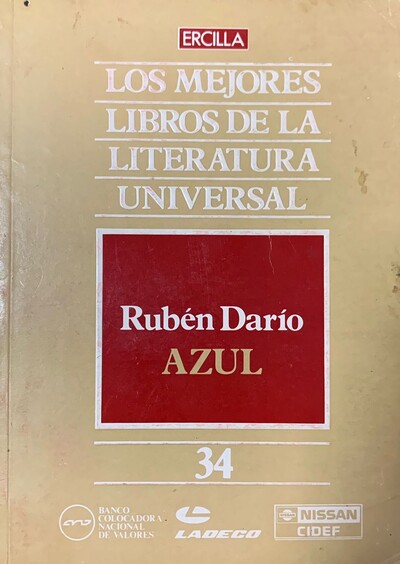 ERCILLA
LOS MEJORES
LIBROS DE LA
LITERATURA
UNIVERSAL
Rubén Darío
AZUL
34
BANCO
COLOCADORA
NACIONAL
DE VALORES
LADECO
NISSAN
CIDEF